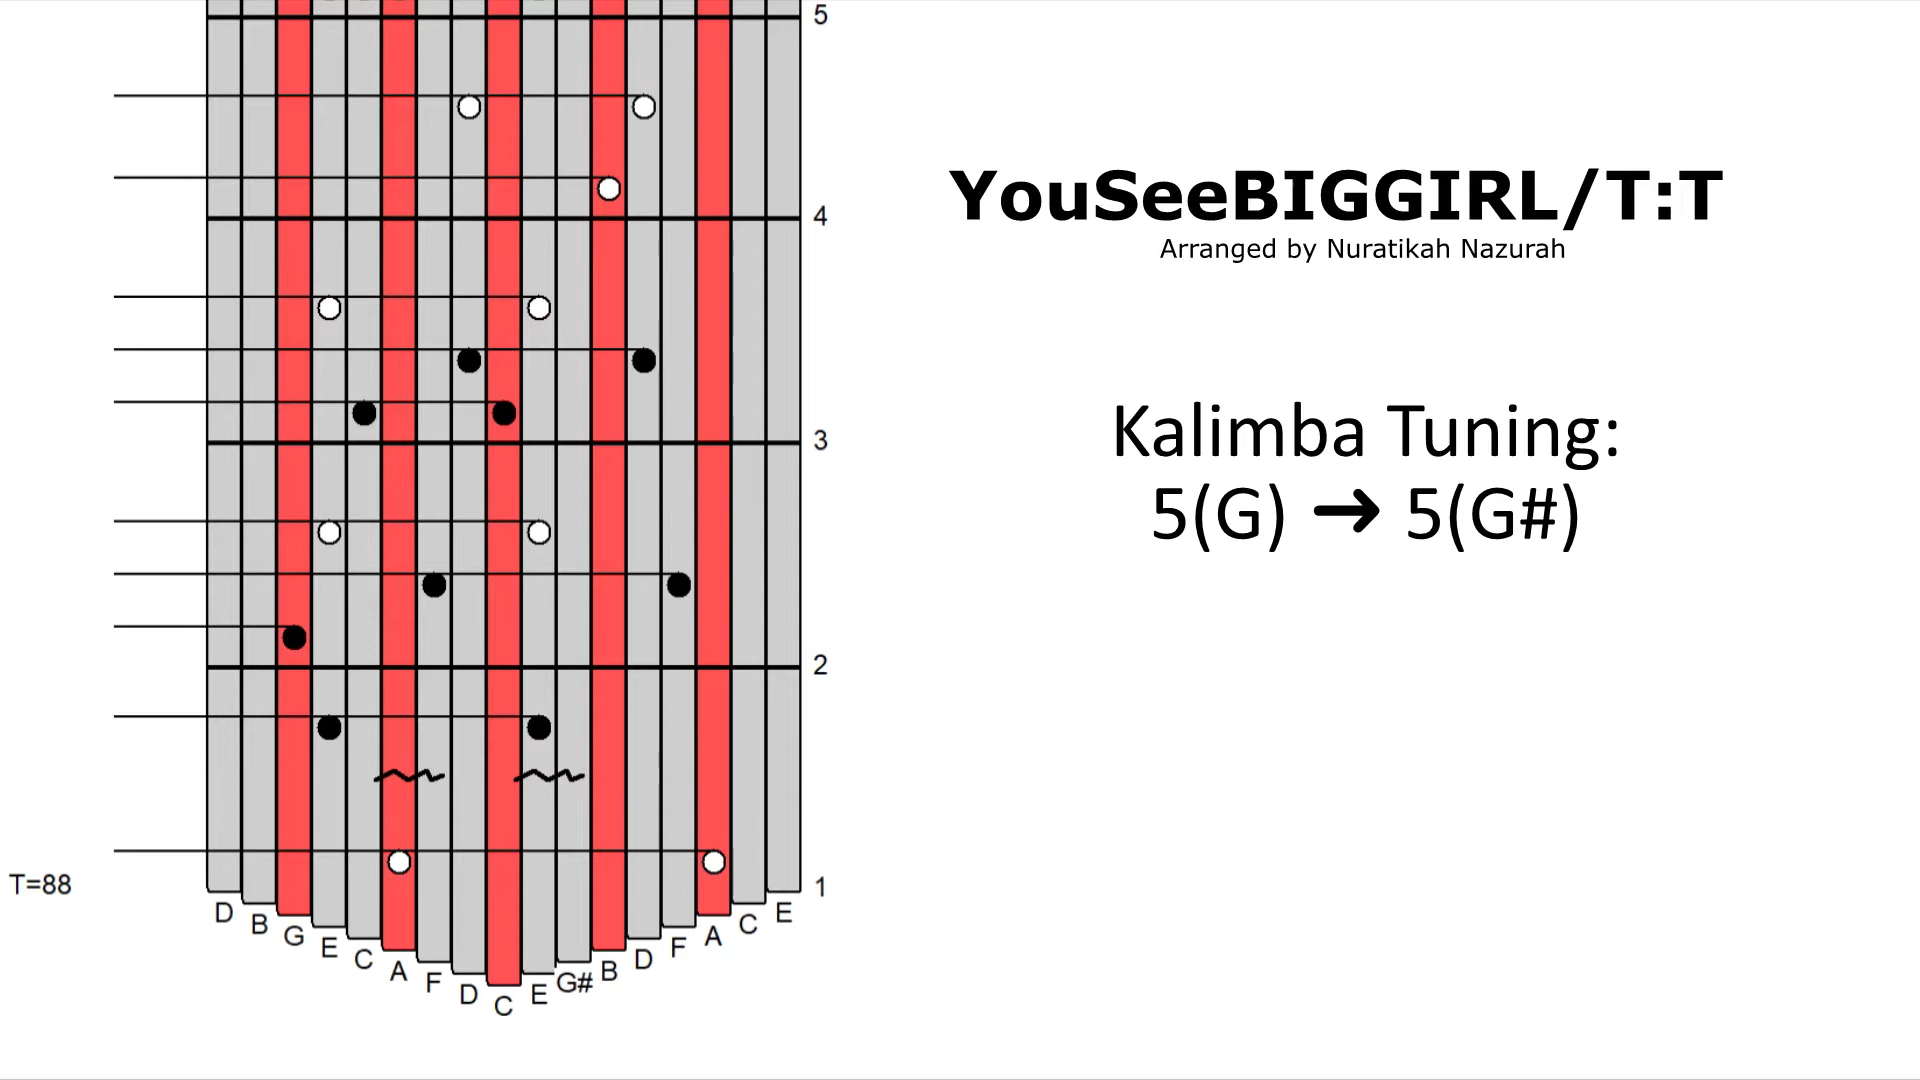 5
YouSeeBIGGIRL/T:T
4
Arranged by Nuratikah Nazurah
Kalimba Tuning:
3
5(G) → 5(G#)
2
T=88
1
D B G E C A F D C E G# B D F A C E